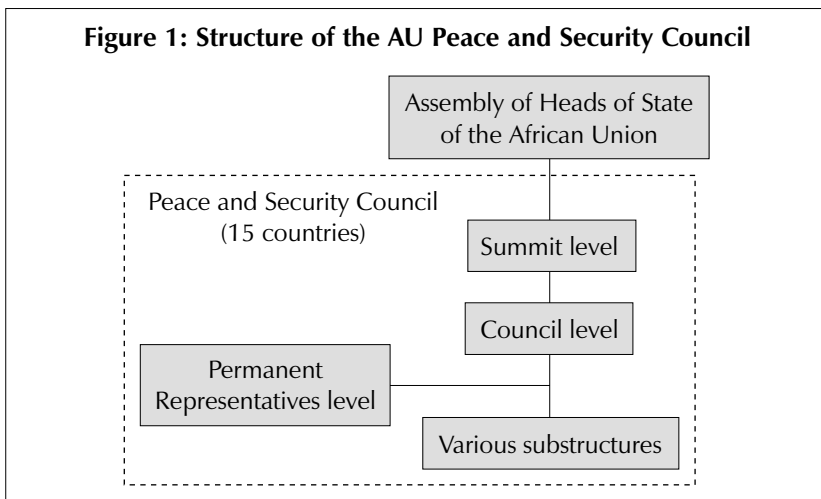 Figure 1: Structure of the AU Peace and Security Council
Assembly of Heads of State
of the African Union
Peace and Security Council
(15 countries)
Summit level
Council level
Permanent
Representatives level
Various substructures